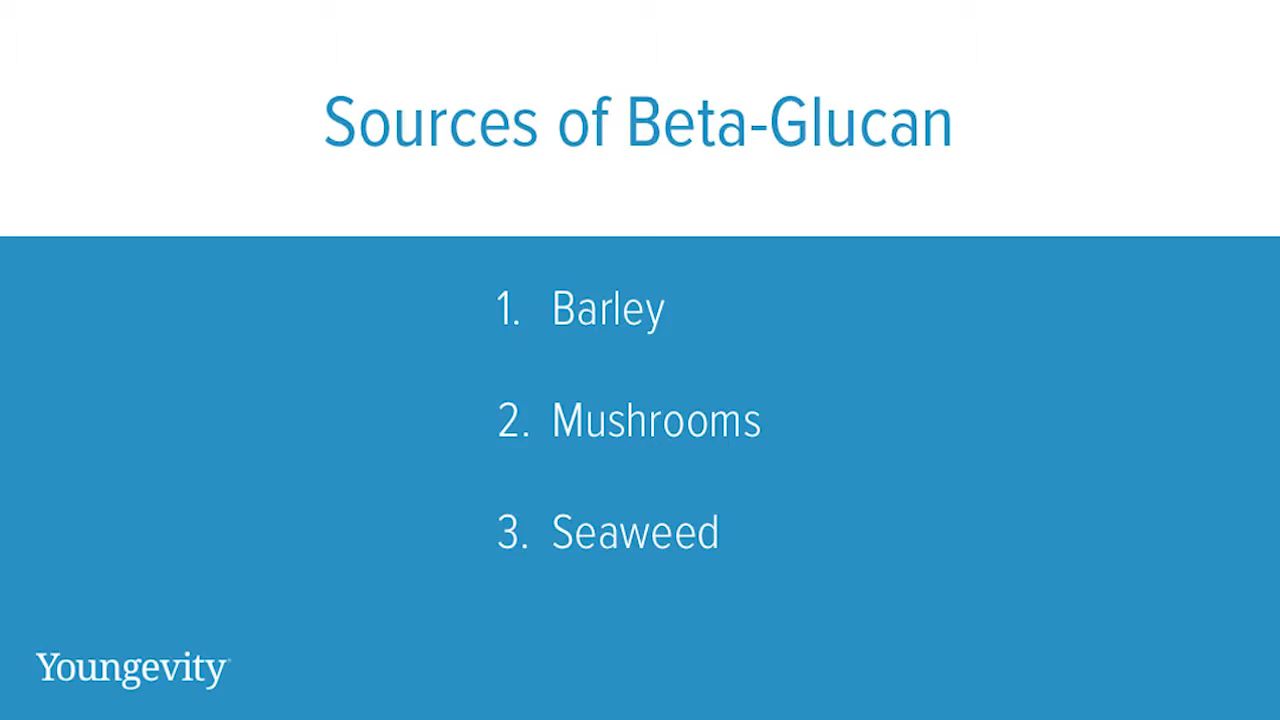 Sources of Beta-Glucan
1. Barley
2. Mushrooms
3. Seaweed
Youngevity